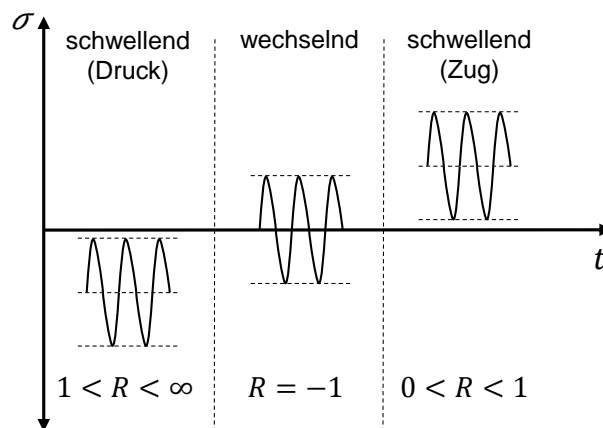 σ
schwellend
(Druck)
wechselnd
schwellend
(Zug)
t
1 < R < ∞
R = −1
0 < R < 1